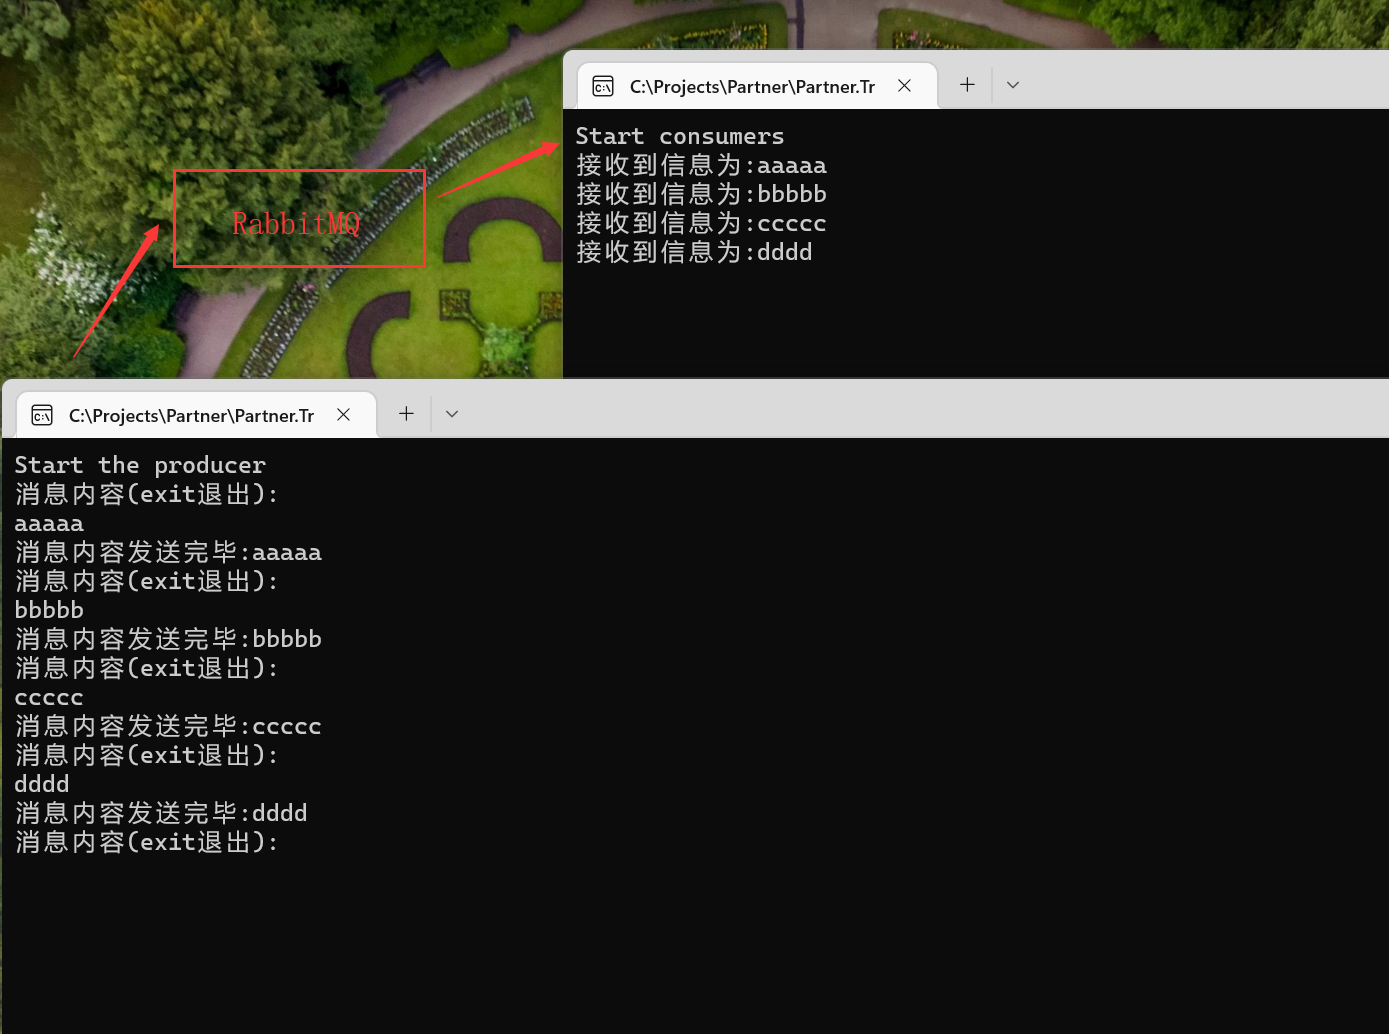 C:\Projects\Partner\Partner.Tr
Start consumers
接收到信息为:aaaaa
接收到信息为:bbbbb
接收到信息为:ccccc
接收到信息为:dddd
RabbitMQ
C:\Projects\Partner\Partner.Tr
Start the producer
消息内容(exit退出):
aaaaa
消息内容发送完毕:aaaaa
消息内容(exit退出):
bbbbb
消息内容发送完毕:bbbbb
消息内容(exit退出):
ccccc
消息内容发送完毕:ccccc
消息内容(exit退出):
dddd
消息内容发送完毕:dddd
消息内容(exit退出):